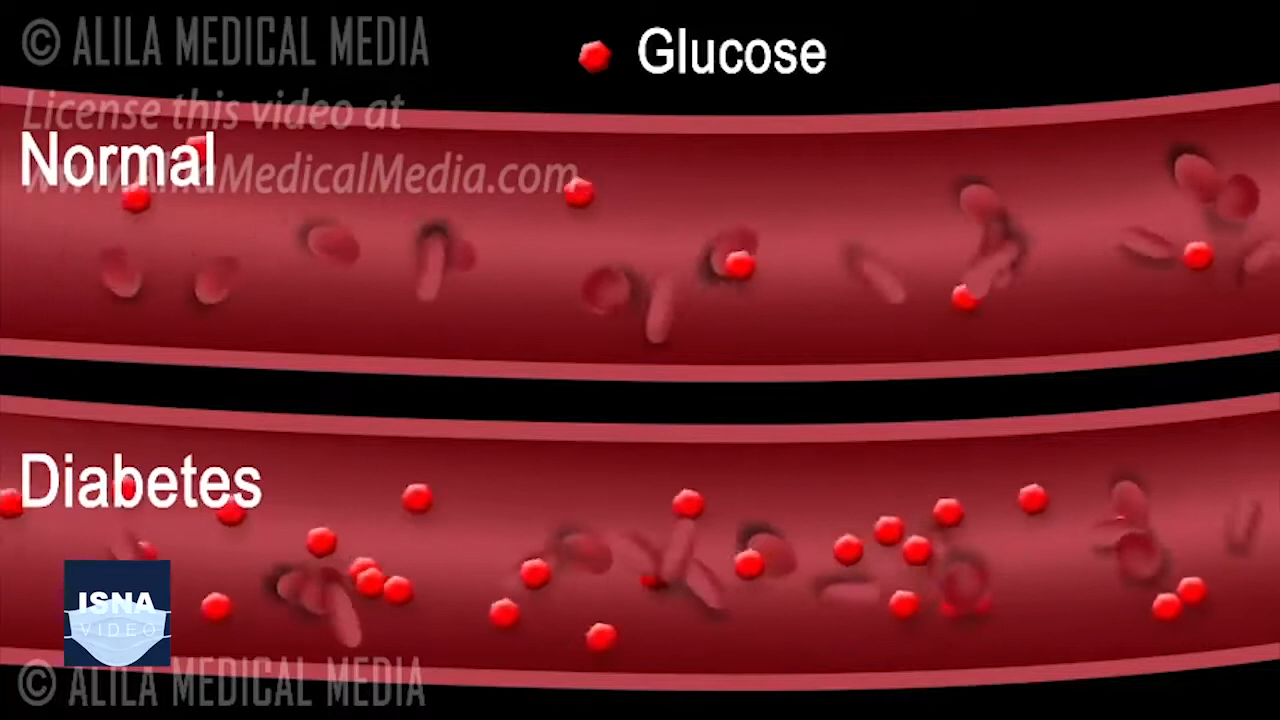 © ALILA MEDICAL MEDIA
Glucose
License this video at
Normal
www.AlilaMedicalMedia.com
Diabetes
ISNA
VIDEO
© ALILA MEDICAL MEDIA